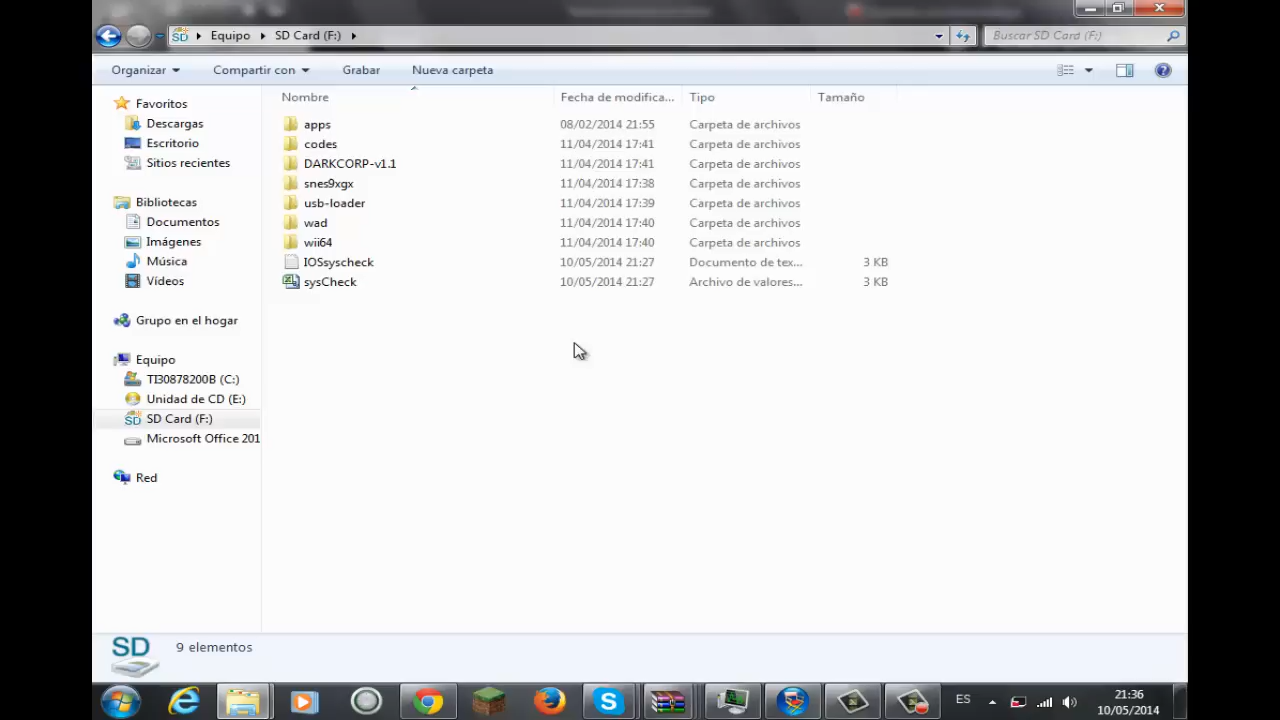 SD
Equipo
SD Card (F:)
Buscar SD Card (F:)
Organizar
Compartir con
Grabar
Nueva carpeta
Favoritos
Descargas
Escritorio
Sitios recientes
Bibliotecas
Documentos
Imágenes
Música
Vídeos
Grupo en el hogar
Equipo
TI30878200B (C:)
Unidad de CD (E:)
SD SD Card (F:)
Microsoft Office 201
Red
Nombre Fecha de modifica... Tipo Tamaño
apps 08/02/2014 21:55 Carpeta de archivos
codes 11/04/2014 17:41 Carpeta de archivos
DARKCORP-v1.1 11/04/2014 17:41 Carpeta de archivos
snes9xgx 11/04/2014 17:38 Carpeta de archivos
usb-loader 11/04/2014 17:39 Carpeta de archivos
wad 11/04/2014 17:40 Carpeta de archivos
wii64 11/04/2014 17:40 Carpeta de archivos
IOSsyscheck 10/05/2014 21:27 Documento de tex... 3 KB
sysCheck 10/05/2014 21:27 Archivo de valores... 3 KB
SD
9 elementos
ES
21:36
10/05/2014